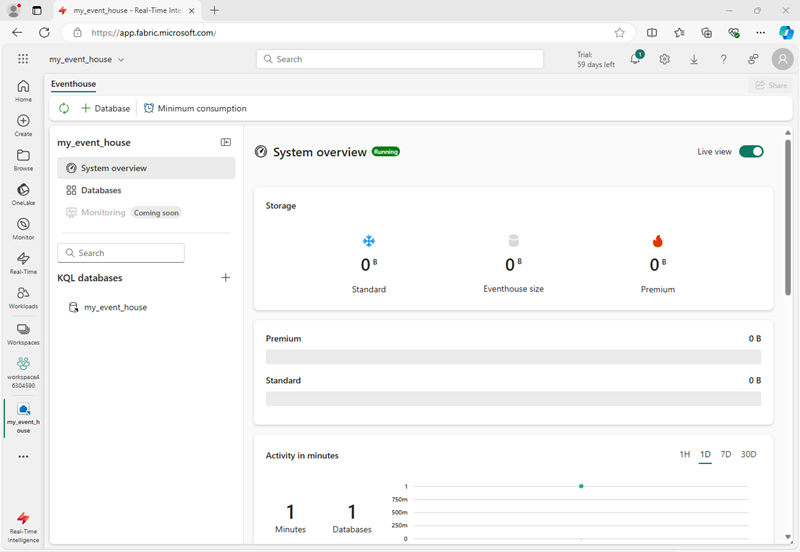 my_event_house - Real-Time Intelli
https://app.fabric.microsoft.com/
my_event_house
Search
Trial:
59 days left
1
Home
Create
Browse
OneLake
Monitor
Real-Time
Workloads
Workspaces
workspace4
6304590
my_event_h
ouse
Real-Time
Intelligence
Eventhouse
Share
Database
Minimum consumption
my_event_house
System overview
Databases
Monitoring Coming soon
Search
KQL databases
my_event_house
System overview Running
Live view
Storage
0 B
Standard
0 B
Eventhouse size
0 B
Premium
Premium 0 B
Standard 0 B
Activity in minutes
1H 1D 7D 30D
1
Minutes
1
Databases
1
750m
500m
250m
0